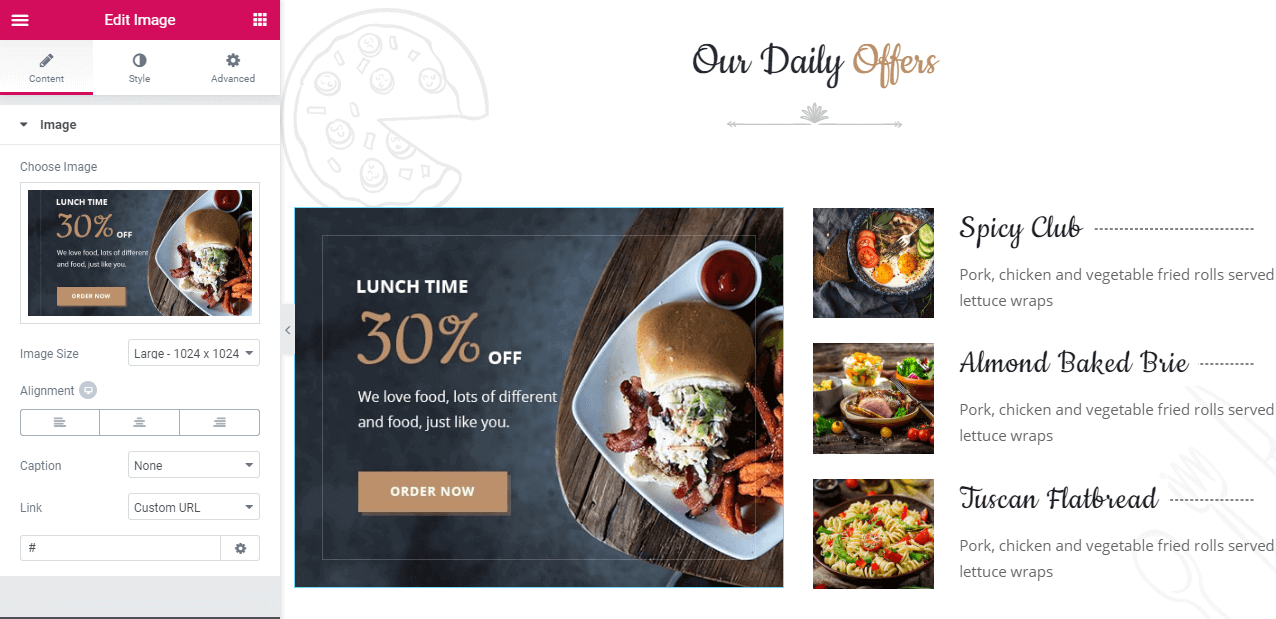 Edit Image
Content
Style
Advanced
Image
Choose Image
LUNCH TIME
30% OFF
We love food, lots of different
and food, just like you.
ORDER NOW
Image Size
Large - 1024 x 1024
Alignment
Caption
None
Link
Custom URL
#
Our Daily Offers
LUNCH TIME
30% OFF
We love food, lots of different
and food, just like you.
ORDER NOW
Spicy Club
Pork, chicken and vegetable fried rolls served
lettuce wraps
Almond Baked Brie
Pork, chicken and vegetable fried rolls served
lettuce wraps
Tuscan Flatbread
Pork, chicken and vegetable fried rolls served
lettuce wraps